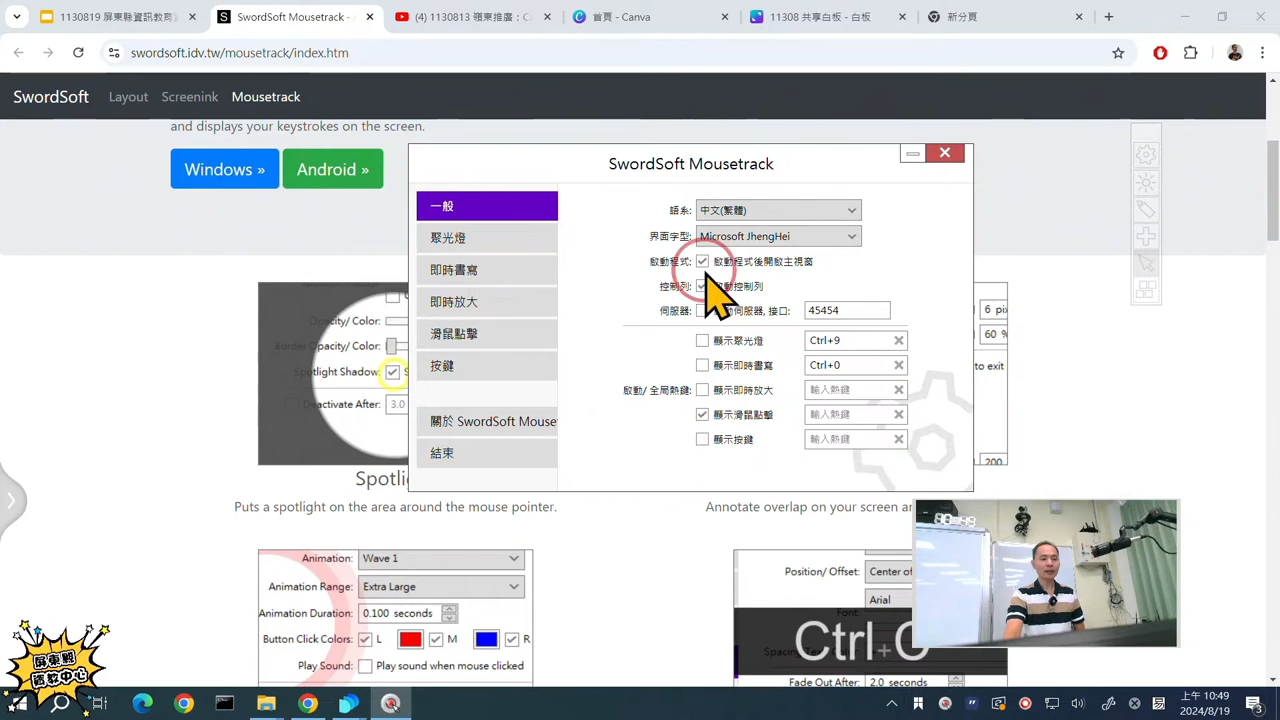 1130819 屏東縣資訊教育
SwordSoft Mousetrack -
(4) 1130813 磨課推廣：C
首頁 - Canva
11308 共享白板 - 白板
新分頁
swordsoft.idv.tw/mousetrack/index.htm
SwordSoft Layout Screenink Mousetrack
and displays your keystrokes on the screen.
Windows » Android »
SwordSoft Mousetrack
一般
聚光燈
即時書寫
即時放大
滑鼠點擊
按鍵
關於 SwordSoft Mouse
結束
語系: 中文(繁體)
界面字型: Microsoft JhengHei
啟動程式: 啟動程式後開啟主視窗
控制列: 啟動控制列
伺服器: 動伺服器, 接口: 45454
顯示聚光燈 Ctrl+9
顯示即時書寫 Ctrl+0
啟動/ 全局熱鍵: 顯示即時放大 輸入熱鍵
顯示滑鼠點擊 輸入熱鍵
顯示按鍵 輸入熱鍵
Opacity/ Color:
Border Opacity/ Color:
Spotlight Shadow: S
Deactivate After: 3.0
6 pi
60 %
to exit
200
Spotli
Puts a spotlight on the area around the mouse pointer.
Annotate overlap on your screen a
Animation: Wave 1
Animation Range: Extra Large
Animation Duration: 0.100 seconds
Button Click Colors: L M R
Play Sound: Play sound when mouse clicked
Position/ Offset: Center of
Font: Arial
Ctrl+0
Fade Out After: 2.0 seconds
屏東縣
資教中心
上午 10:49
2024/8/19